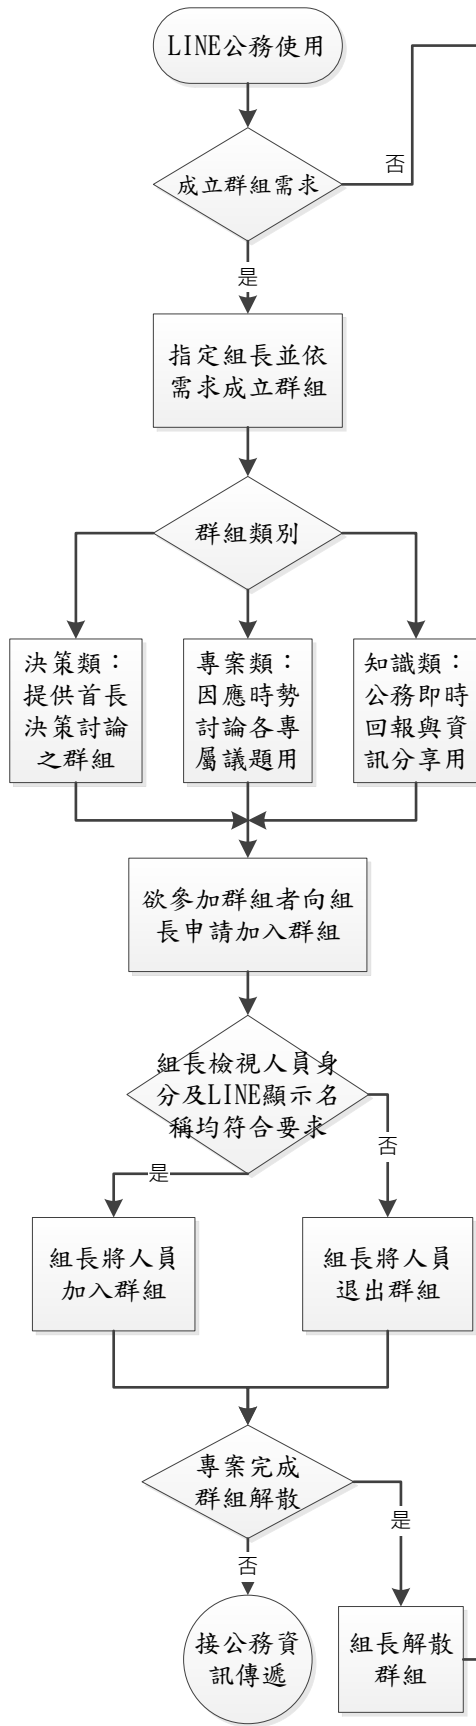 LINE公務使用
成立群組需求
否
是
指定組長並依
需求成立群組
群組類別
決策類：
提供首長
決策討論
之群組
專案類：
因應時勢
討論各專
屬議題用
知識類：
公務即時
回報與資
訊分享用
欲參加群組者向組
長申請加入群組
組長檢視人員身
分及LINE顯示名
稱均符合要求
是
否
組長將人員
加入群組
組長將人員
退出群組
專案完成
群組解散
是
否
接公務資
訊傳遞
組長解散
群組